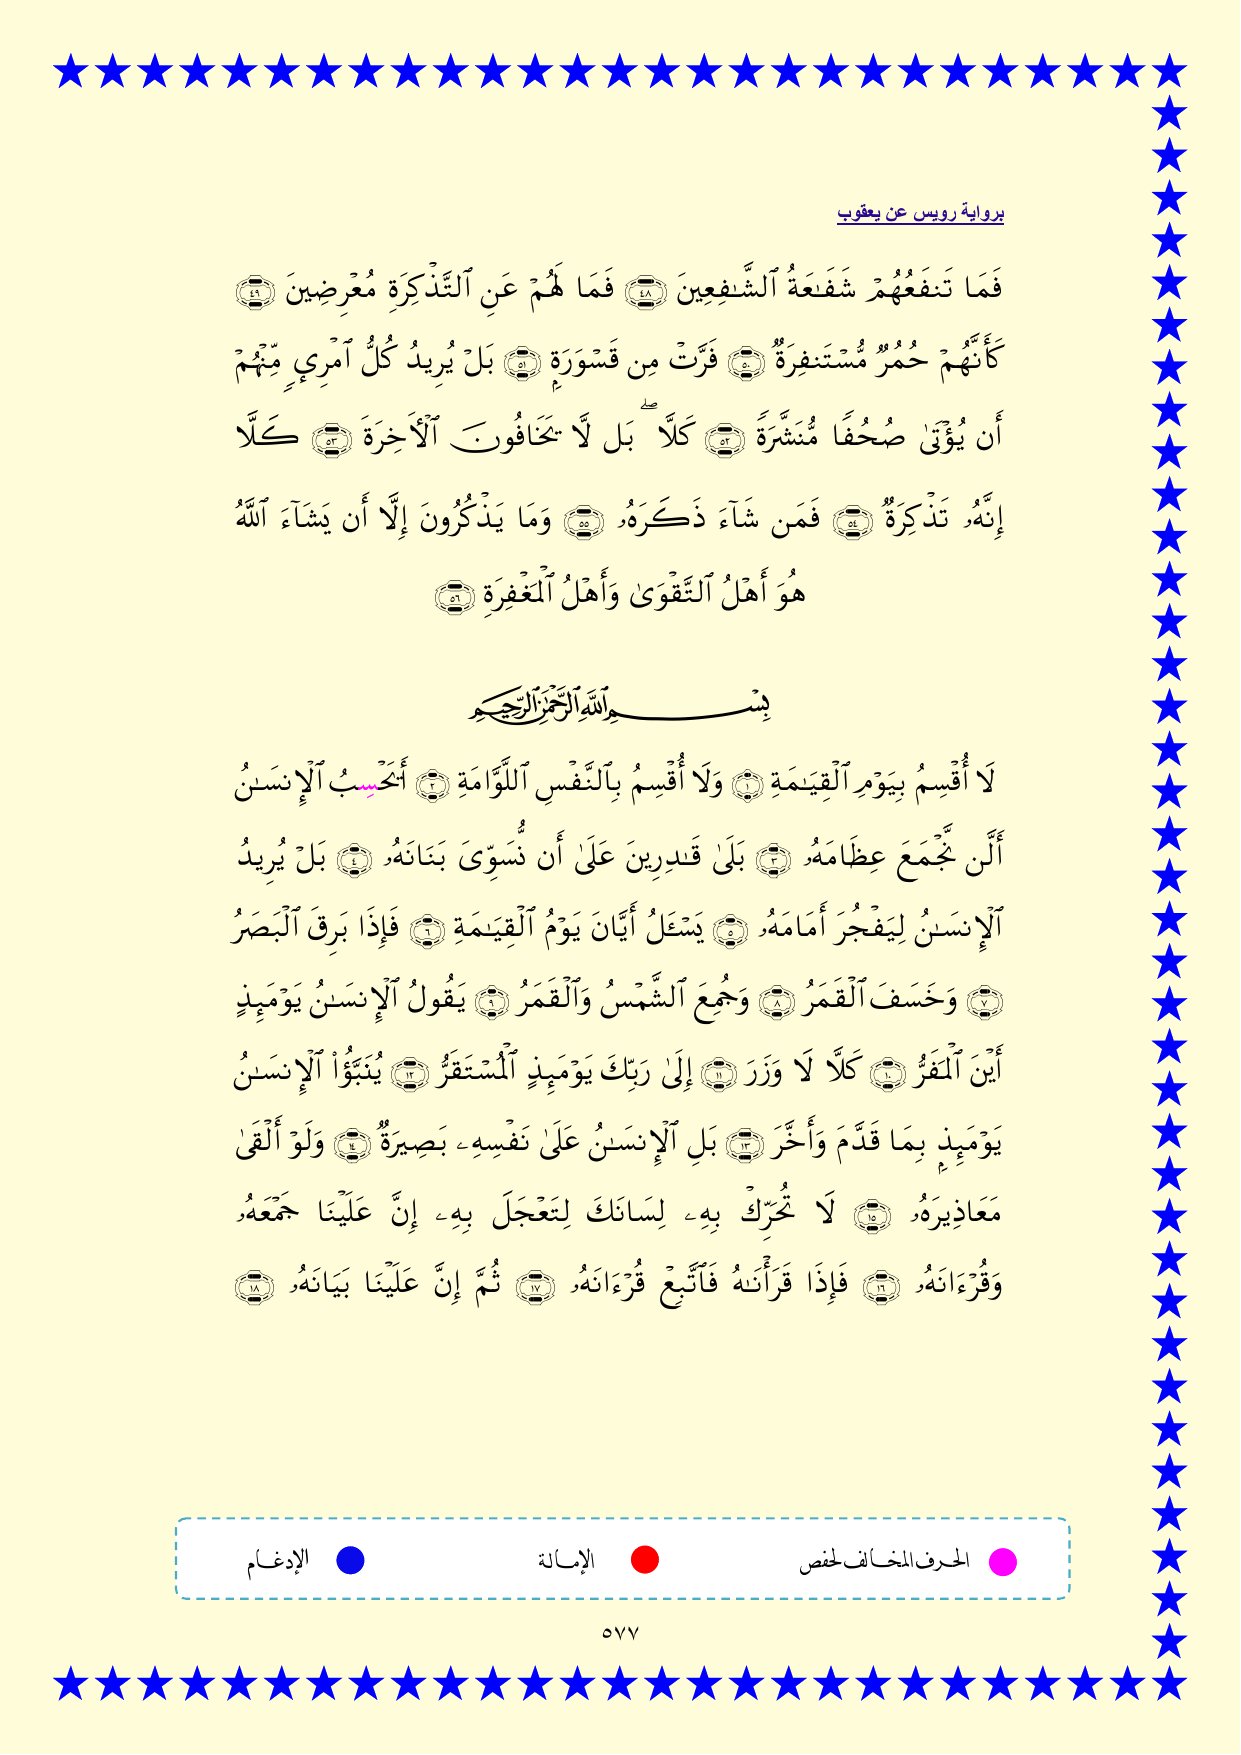 برواية رويس عن يعقوب
فَمَا تَنفَعُهُمْ شَفَـٰعَةُ ٱلشَّـٰفِعِينَ ٤٨ فَمَا لَهُمْ عَنِ ٱلتَّذْكِرَةِ مُعْرِضِينَ ٤٩
كَأَنَّهُمْ حُمُرٌ مُّسْتَنفِرَةٌ ٥٠ فَرَّتْ مِن قَسْوَرَةٍۭ ٥١ بَلْ يُرِيدُ كُلُّ ٱمْرِئٍ مِّنْهُمْ
أَن يُؤْتَىٰ صُحُفًا مُّنَشَّرَةً ٥٢ كَلَّا ۖ بَل لَّا يَخَافُونَ ٱلْأَخِرَةَ ٥٣ كَلَّا
إِنَّهُۥ تَذْكِرَةٌ ٥٤ فَمَن شَآءَ ذَكَرَهُۥ ٥٥ وَمَا يَذْكُرُونَ إِلَّا أَن يَشَآءَ ٱللَّهُ
هُوَ أَهْلُ ٱلتَّقْوَىٰ وَأَهْلُ ٱلْمَغْفِرَةِ ٥٦
بِسْمِ ٱللَّهِ ٱلرَّحْمَـٰنِ ٱلرَّحِيمِ
لَا أُقْسِمُ بِيَوْمِ ٱلْقِيَـٰمَةِ ١ وَلَا أُقْسِمُ بِٱلنَّفْسِ ٱللَّوَّامَةِ ٢ أَيَحْسِبُ ٱلْإِنسَـٰنُ
أَلَّن نَّجْمَعَ عِظَامَهُۥ ٣ بَلَىٰ قَـٰدِرِينَ عَلَىٰ أَن نُّسَوِّىَ بَنَانَهُۥ ٤ بَلْ يُرِيدُ
ٱلْإِنسَـٰنُ لِيَفْجُرَ أَمَامَهُۥ ٥ يَسْـَٔلُ أَيَّانَ يَوْمُ ٱلْقِيَـٰمَةِ ٦ فَإِذَا بَرِقَ ٱلْبَصَرُ
٧ وَخَسَفَ ٱلْقَمَرُ ٨ وَجُمِعَ ٱلشَّمْسُ وَٱلْقَمَرُ ٩ يَقُولُ ٱلْإِنسَـٰنُ يَوْمَئِذٍ
أَيْنَ ٱلْمَفَرُّ ١٠ كَلَّا لَا وَزَرَ ١١ إِلَىٰ رَبِّكَ يَوْمَئِذٍ ٱلْمُسْتَقَرُّ ١٢ يُنَبَّؤُا۟ ٱلْإِنسَـٰنُ
يَوْمَئِذٍۭ بِمَا قَدَّمَ وَأَخَّرَ ١٣ بَلِ ٱلْإِنسَـٰنُ عَلَىٰ نَفْسِهِۦ بَصِيرَةٌ ١٤ وَلَوْ أَلْقَىٰ
مَعَاذِيرَهُۥ ١٥ لَا تُحَرِّكْ بِهِۦ لِسَانَكَ لِتَعْجَلَ بِهِۦ إِنَّ عَلَيْنَا جَمْعَهُۥ
وَقُرْءَانَهُۥ ١٦ فَإِذَا قَرَأْنَـٰهُ فَٱتَّبِعْ قُرْءَانَهُۥ ١٧ ثُمَّ إِنَّ عَلَيْنَا بَيَانَهُۥ ١٨
الحرف المخالف لحفص الإمالة الإدغام
٥٧٧